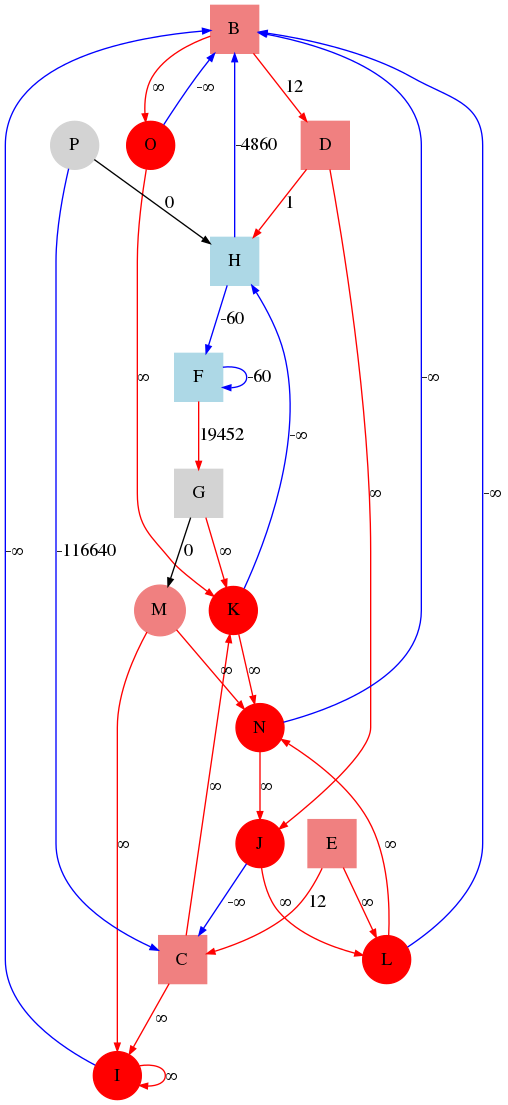 B
∞ -∞ 12
P O D
0 -4860 1
H
-60
F -60
∞ 19452 -∞ -∞
G ∞ -∞
-∞ -116640 0 ∞
M K
∞ ∞
N
∞ ∞
∞ J E ∞
-∞ ∞ 12 ∞
C L
∞
I ∞